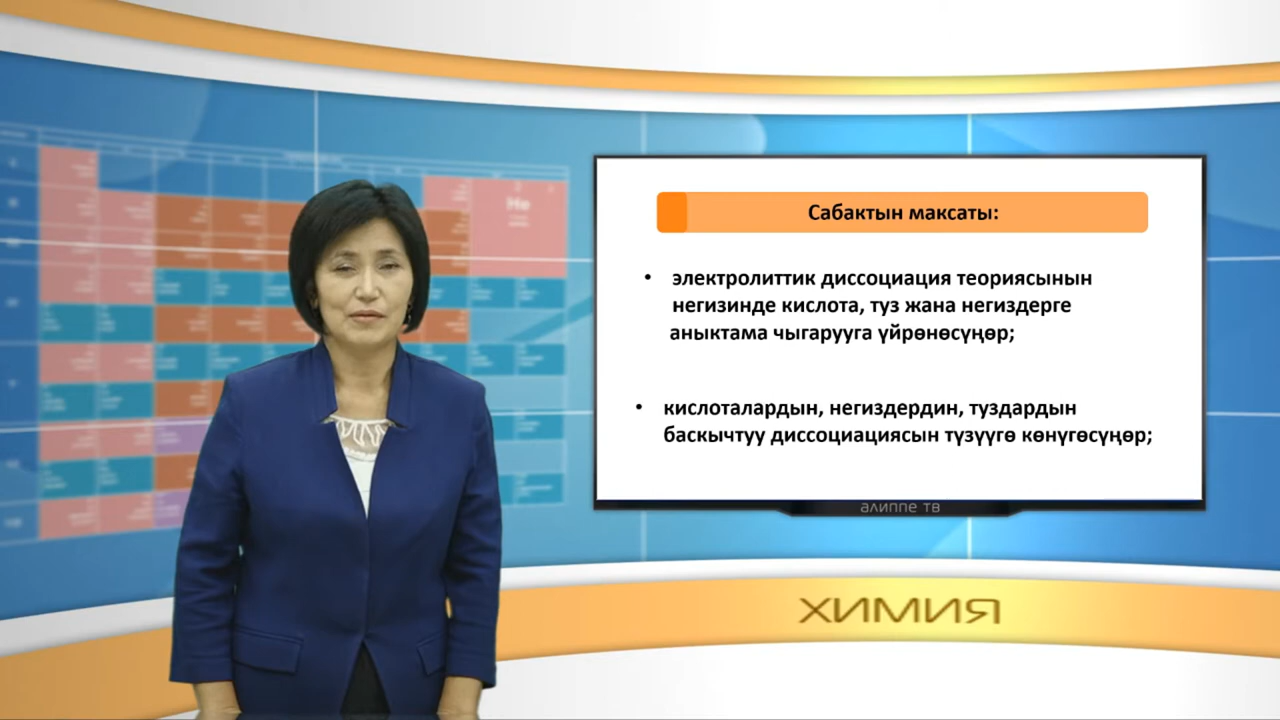 Сабактын максаты:
• электролиттик диссоциация теориясынын
негизинде кислота, туз жана негиздерге
аныктама чыгарууга үйрөнөсүңөр;
• кислоталардын, негиздердин, туздардын
баскычтуу диссоциациясын түзүүгө көнүгөсүңөр;
алиппе тв
ХИМИЯ
He